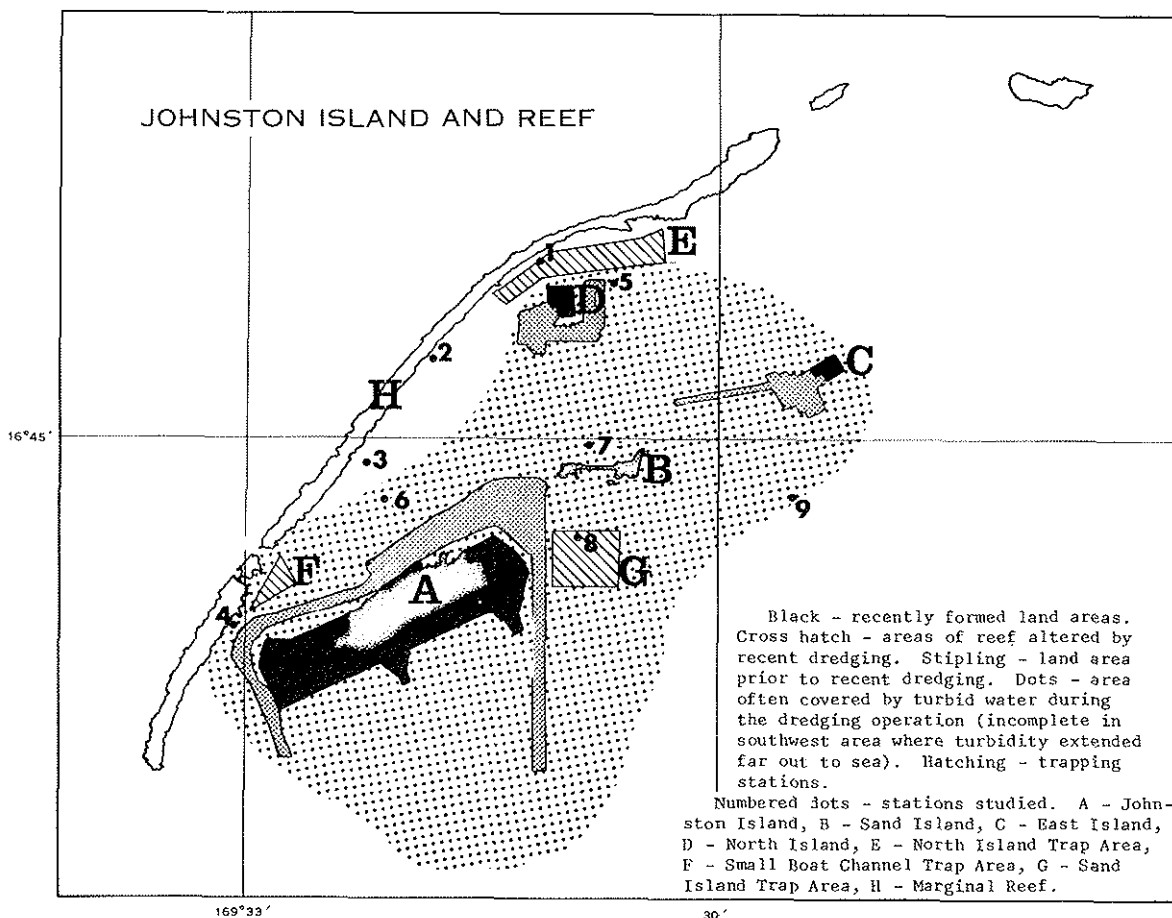 JOHNSTON ISLAND AND REEF
E
1
5
D
2
C
H
16°45′
3
7
B
6
9
8
F
G
A
4
Black – recently formed land areas.
Cross hatch – areas of reef altered by
recent dredging. Stipling – land area
prior to recent dredging. Dots – area
often covered by turbid water during
the dredging operation (incomplete in
southwest area where turbidity extended
far out to sea). Hatching – trapping
stations.
Numbered dots – stations studied. A – John-
ston Island, B – Sand Island, C – East Island,
D – North Island, E – North Island Trap Area,
F – Small Boat Channel Trap Area, G – Sand
Island Trap Area, H – Marginal Reef.
169°33′
30′